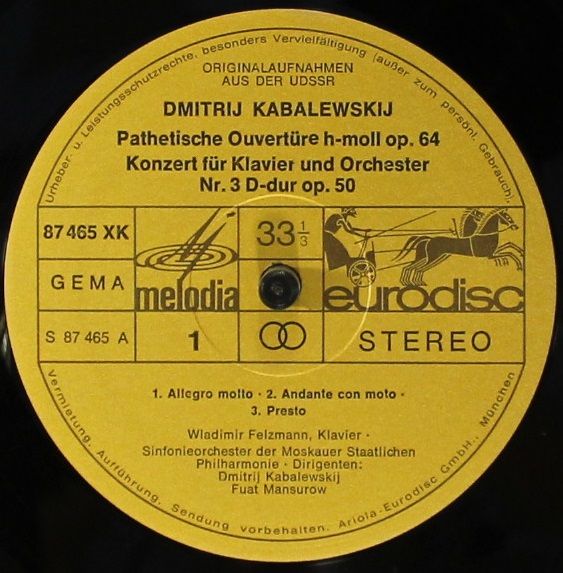 Urheber- u. Leistungsschutzrechte, besonders Vervielfältigung (außer zum persönl. Gebrauch),
ORIGINALAUFNAHMEN
AUS DER UDSSR
DMITRIJ KABALEWSKIJ
Pathetische Ouvertüre h-moll op. 64
Konzert für Klavier und Orchester
Nr. 3 D-dur op. 50
87 465 XK
33 1/3
GEMA
melodia
eurodisc
S 87 465 A
1
STEREO
1. Allegro molto · 2. Andante con moto ·
3. Presto
Wladimir Felzmann, Klavier ·
Sinfonieorchester der Moskauer Staatlichen
Philharmonie · Dirigenten:
Dmitrij Kabalewskij
Fuat Mansurow
Vermietung, Aufführung, Sendung vorbehalten. Ariola-Eurodisc GmbH., München